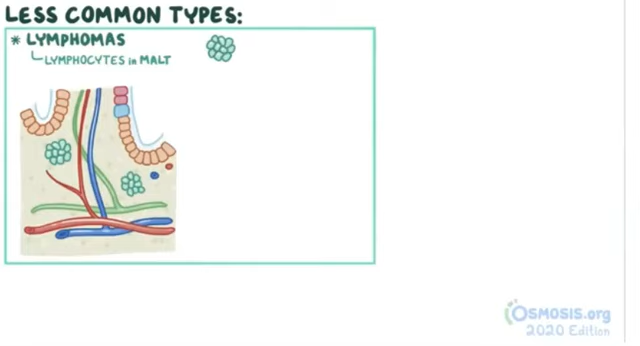 LESS COMMON TYPES:
* LYMPHOMAS
LYMPHOCYTES in MALT
OSMOSIS.org
2020 Edition